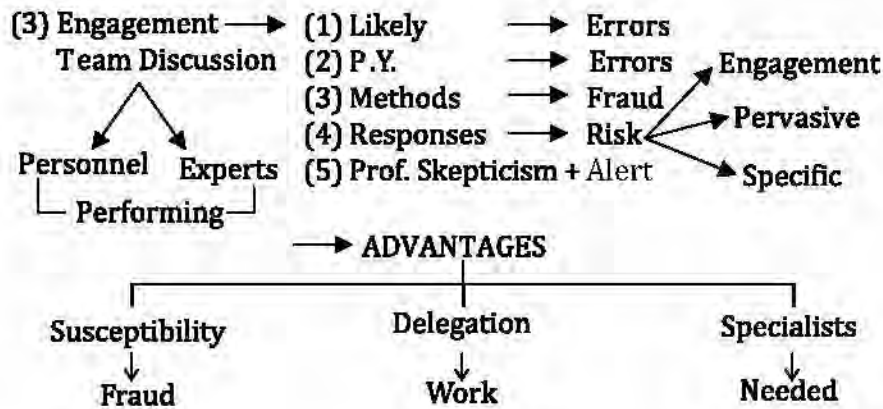 (3) Engagement (1) Likely Errors
Team Discussion (2) P.Y. Errors Engagement
(3) Methods Fraud
(4) Responses Risk Pervasive
Personnel Experts (5) Prof. Skepticism + Alert Specific
Performing
ADVANTAGES
Susceptibility Delegation Specialists
Fraud Work Needed